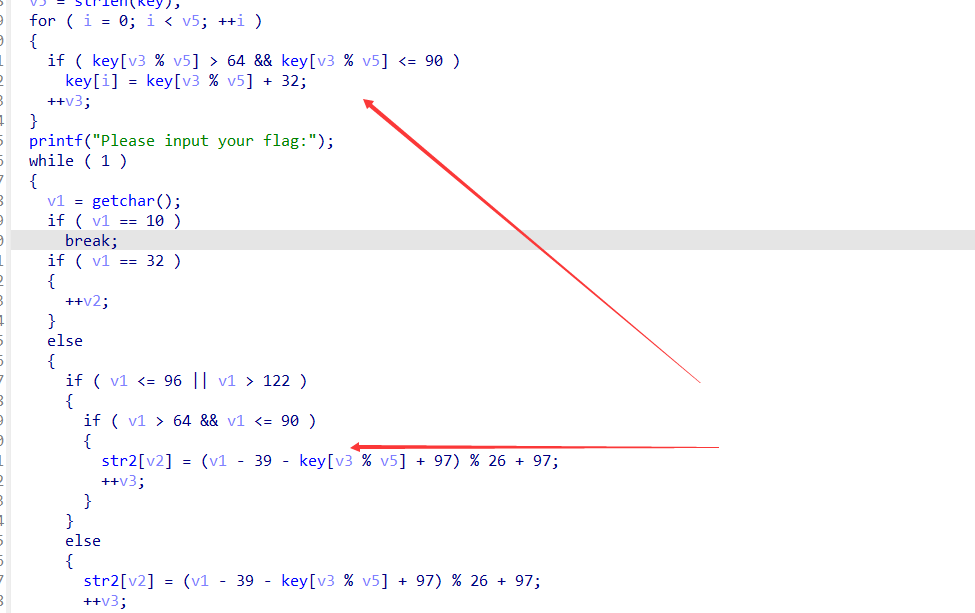 v5 = strlen(key);
for ( i = 0; i < v5; ++i )
{
if ( key[v3 % v5] > 64 && key[v3 % v5] <= 90 )
key[i] = key[v3 % v5] + 32;
++v3;
}
printf("Please input your flag:");
while ( 1 )
{
v1 = getchar();
if ( v1 == 10 )
break;
if ( v1 == 32 )
{
++v2;
}
else
{
if ( v1 <= 96 || v1 > 122 )
{
if ( v1 > 64 && v1 <= 90 )
{
str2[v2] = (v1 - 39 - key[v3 % v5] + 97) % 26 + 97;
++v3;
}
}
else
{
str2[v2] = (v1 - 39 - key[v3 % v5] + 97) % 26 + 97;
++v3;